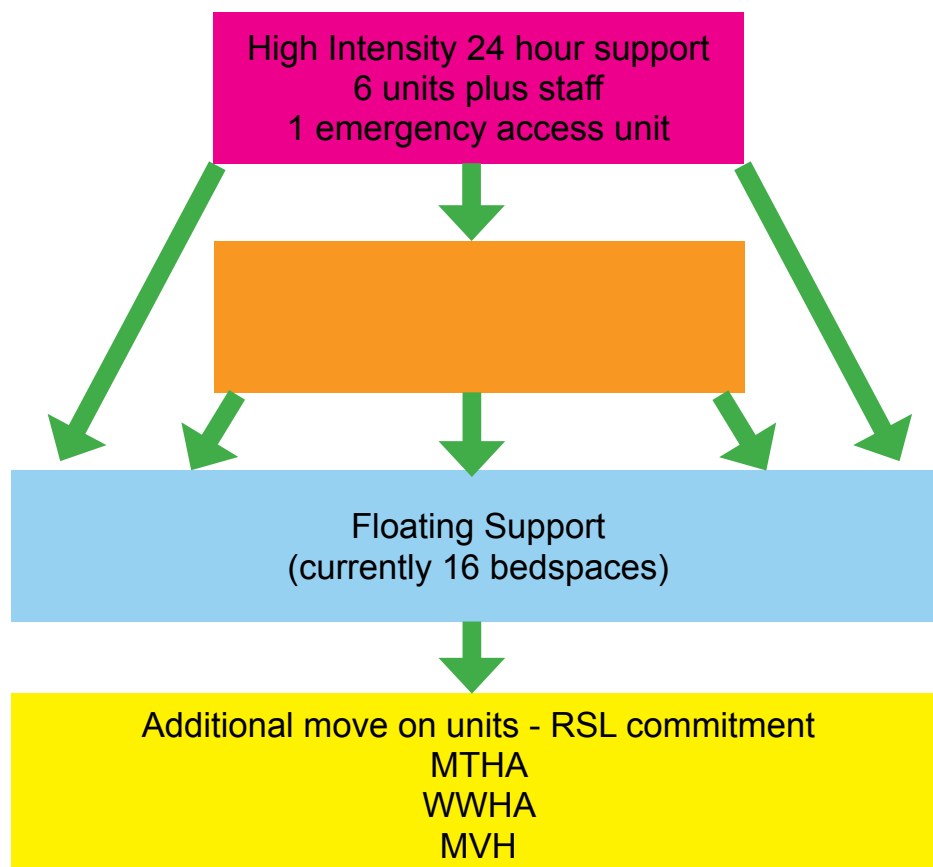 High Intensity 24 hour support
6 units plus staff
1 emergency access unit
Floating Support
(currently 16 bedspaces)
Additional move on units - RSL commitment
MTHA
WWHA
MVH